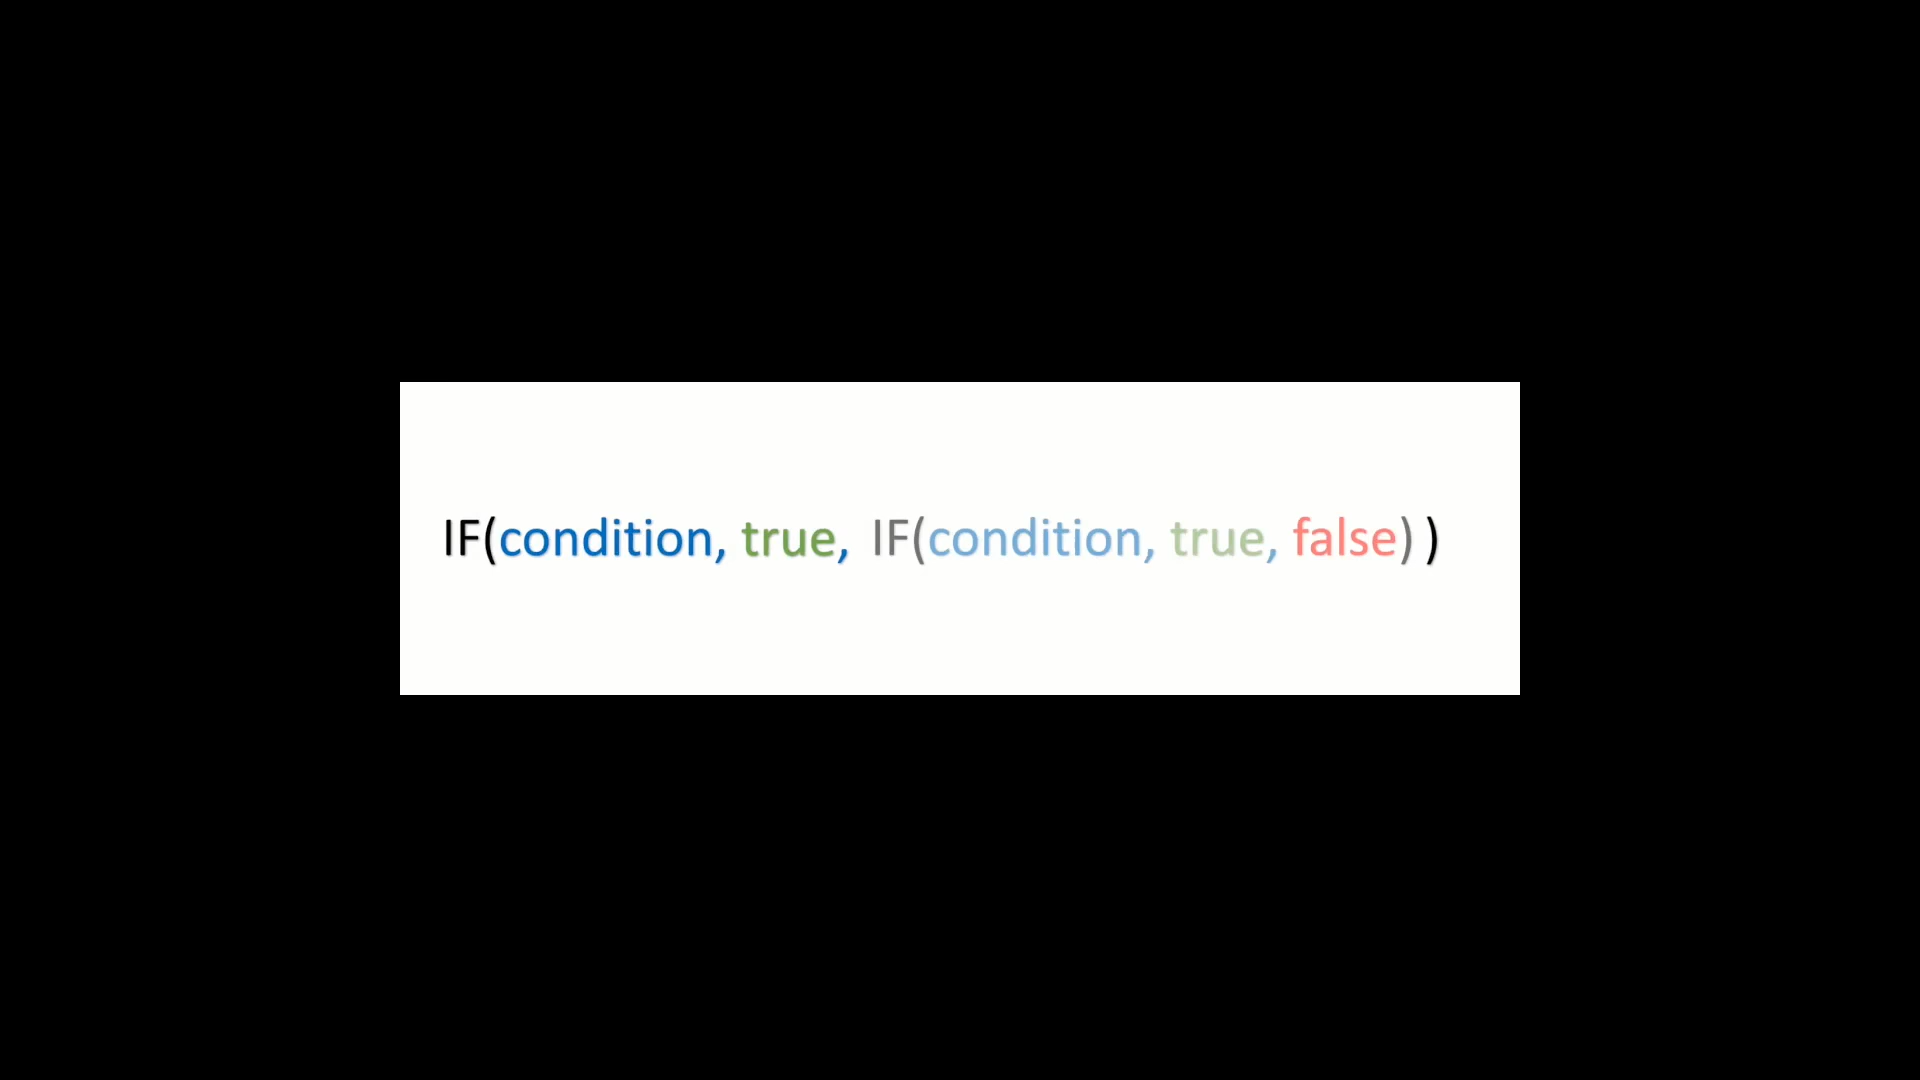 IF(condition, true, IF(condition, true, false) )